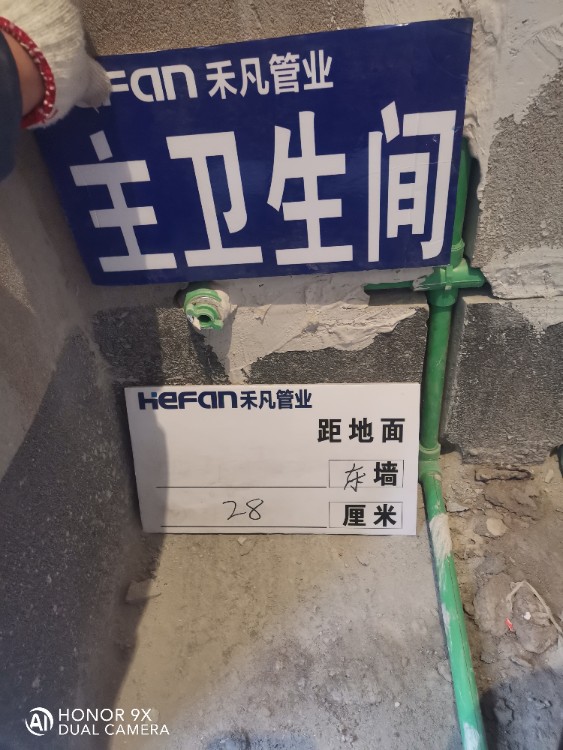 HeFan 禾凡管业
主卫生间
HeFan 禾凡管业
距地面
东 墙
28 厘米
HONOR 9X
DUAL CAMERA